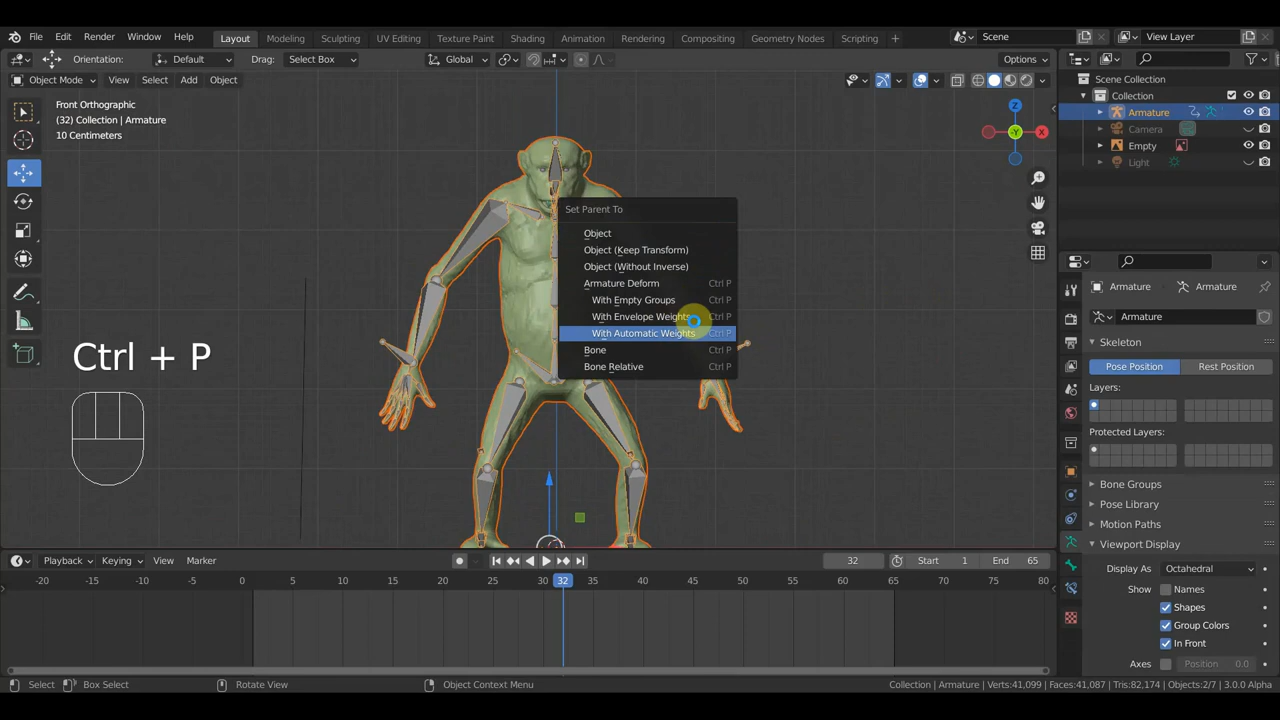 File Edit Render Window Help Layout Modeling Sculpting UV Editing Texture Paint Shading Animation Rendering Compositing Geometry Nodes Scripting + Scene View Layer
Orientation: Default Drag: Select Box Global Options
Object Mode View Select Add Object
Scene Collection
Collection
Armature
Camera
Empty
Light
Front Orthographic
(32) Collection | Armature
10 Centimeters
Z
-Y
X
Set Parent To
Object
Object (Keep Transform)
Object (Without Inverse)
Armature Deform Ctrl P
With Empty Groups Ctrl P
With Envelope Weights Ctrl P
With Automatic Weights Ctrl P
Bone Ctrl P
Bone Relative Ctrl P
Ctrl + P
Armature Armature
Armature
Skeleton
Pose Position Rest Position
Layers:
Protected Layers:
Bone Groups
Pose Library
Motion Paths
Viewport Display
Display As Octahedral
Show Names
Shapes
Group Colors
In Front
Axes Position 0.0
Playback Keying View Marker 32 Start 1 End 65
-20 -15 -10 -5 0 5 10 15 20 25 30 32 35 40 45 50 55 60 65 70 75 80
Select Box Select Rotate View Object Context Menu Collection | Armature | Verts:41,099 | Faces:41,087 | Tris:82,174 | Objects:2/7 | 3.0.0 Alpha